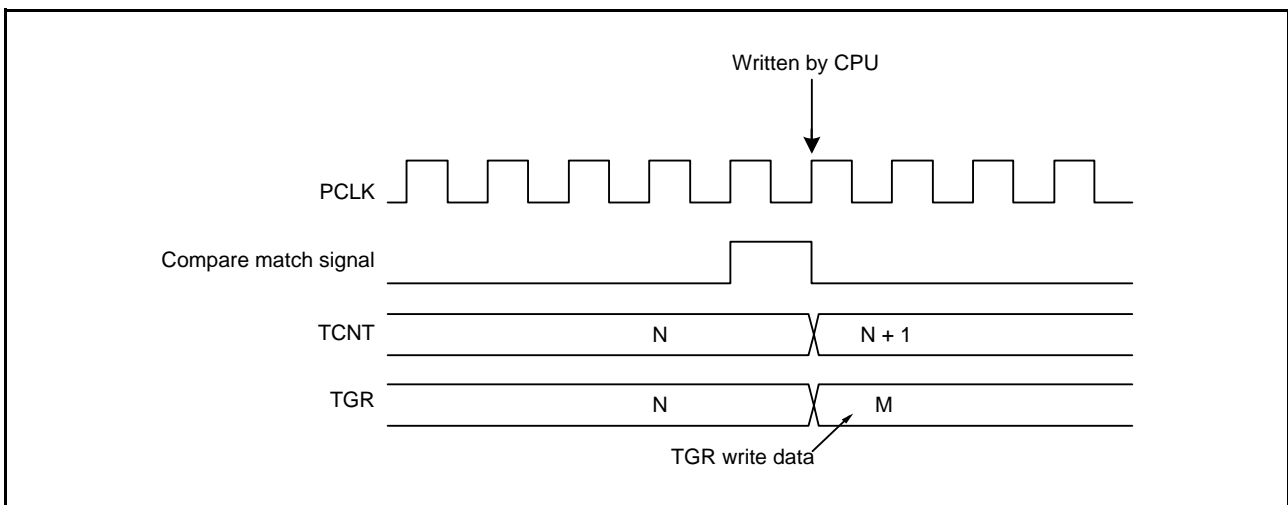 Written by CPU
PCLK
Compare match signal
TCNT
N
N + 1
TGR
N
M
TGR write data